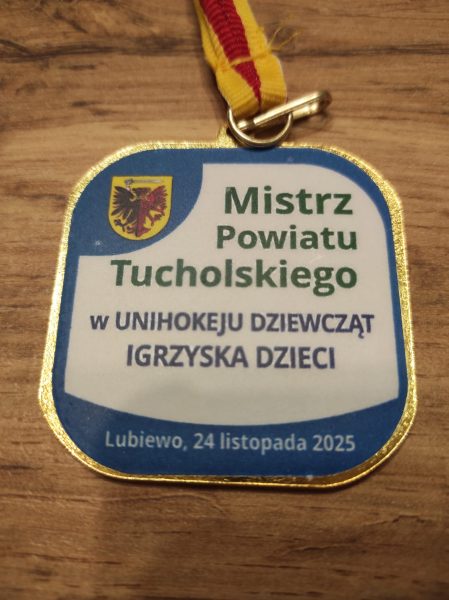 Mistrz
Powiatu
Tucholskiego
w UNIHOKEJU DZIEWCZĄT
IGRZYSKA DZIECI
Lubiewo, 24 listopada 2025